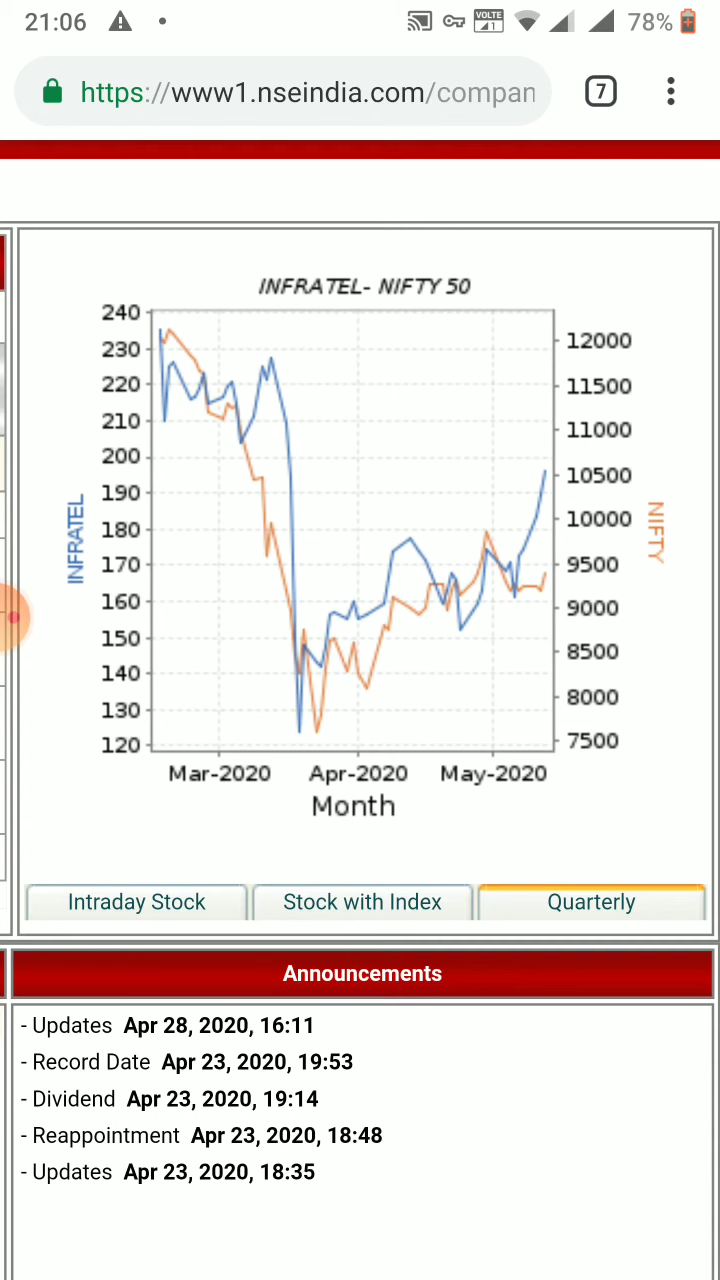 21:06 VOLTE 1 78%
https://www1.nseindia.com/compan 7
INFRATEL- NIFTY 50
240
230
220
210
200
190
180
170
160
150
140
130
120
INFRATEL
12000
11500
11000
10500
10000
9500
9000
8500
8000
7500
NIFTY
Mar-2020 Apr-2020 May-2020
Month
Intraday Stock Stock with Index Quarterly
Announcements
- Updates Apr 28, 2020, 16:11
- Record Date Apr 23, 2020, 19:53
- Dividend Apr 23, 2020, 19:14
- Reappointment Apr 23, 2020, 18:48
- Updates Apr 23, 2020, 18:35